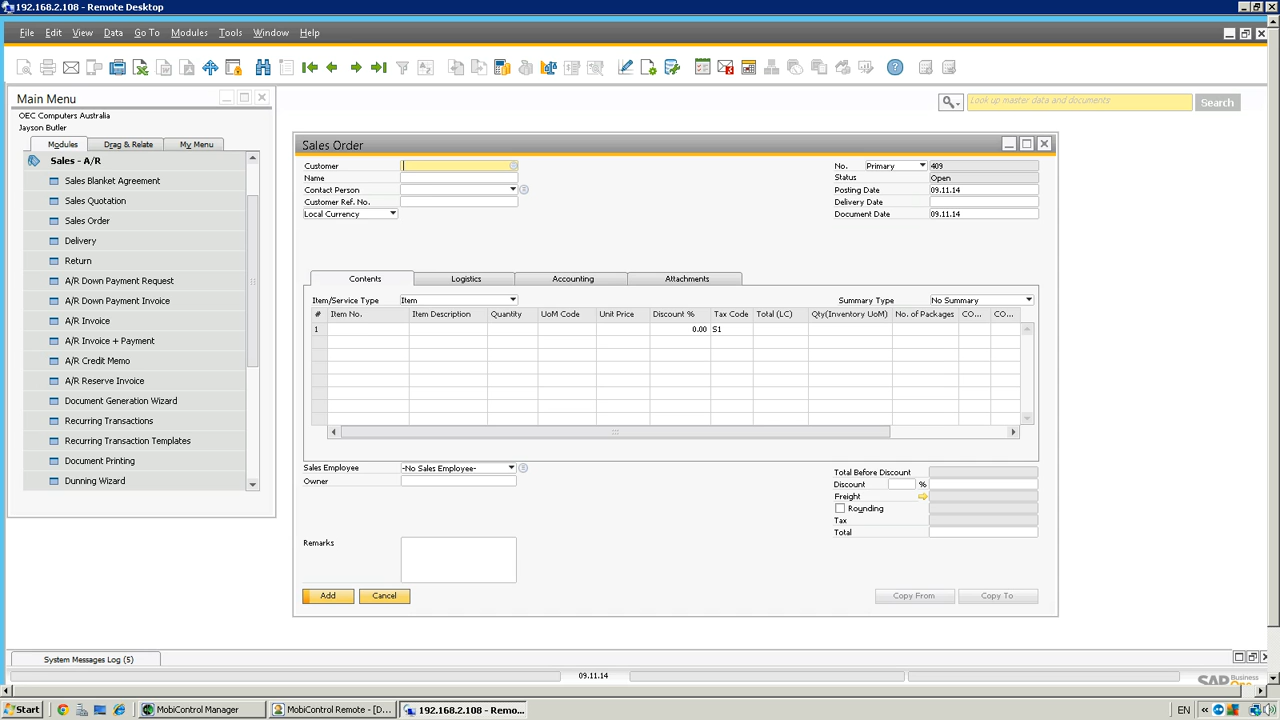 192.168.2.108 - Remote Desktop
File Edit View Data Go To Modules Tools Window Help
Main Menu
OEC Computers Australia
Jayson Butler
Modules Drag & Relate My Menu
Sales - A/R
Sales Blanket Agreement
Sales Quotation
Sales Order
Delivery
Return
A/R Down Payment Request
A/R Down Payment Invoice
A/R Invoice
A/R Invoice + Payment
A/R Credit Memo
A/R Reserve Invoice
Document Generation Wizard
Recurring Transactions
Recurring Transaction Templates
Document Printing
Dunning Wizard
Look up master data and documents Search
Sales Order
Customer
Name
Contact Person
Customer Ref. No.
Local Currency
No. Primary 409
Status Open
Posting Date 09.11.14
Delivery Date
Document Date 09.11.14
Contents Logistics Accounting Attachments
Item/Service Type Item Summary Type No Summary
# Item No. Item Description Quantity UoM Code Unit Price Discount % Tax Code Total (LC) Qty(Inventory UoM) No. of Packages CO... CO...
1 0.00 S1
Sales Employee -No Sales Employee-
Owner
Remarks
Total Before Discount
Discount %
Freight
Rounding
Tax
Total
Add Cancel Copy From Copy To
System Messages Log (5)
09.11.14
SAP Business One
Start MobiControl Manager MobiControl Remote - [D... 192.168.2.108 - Remo... EN